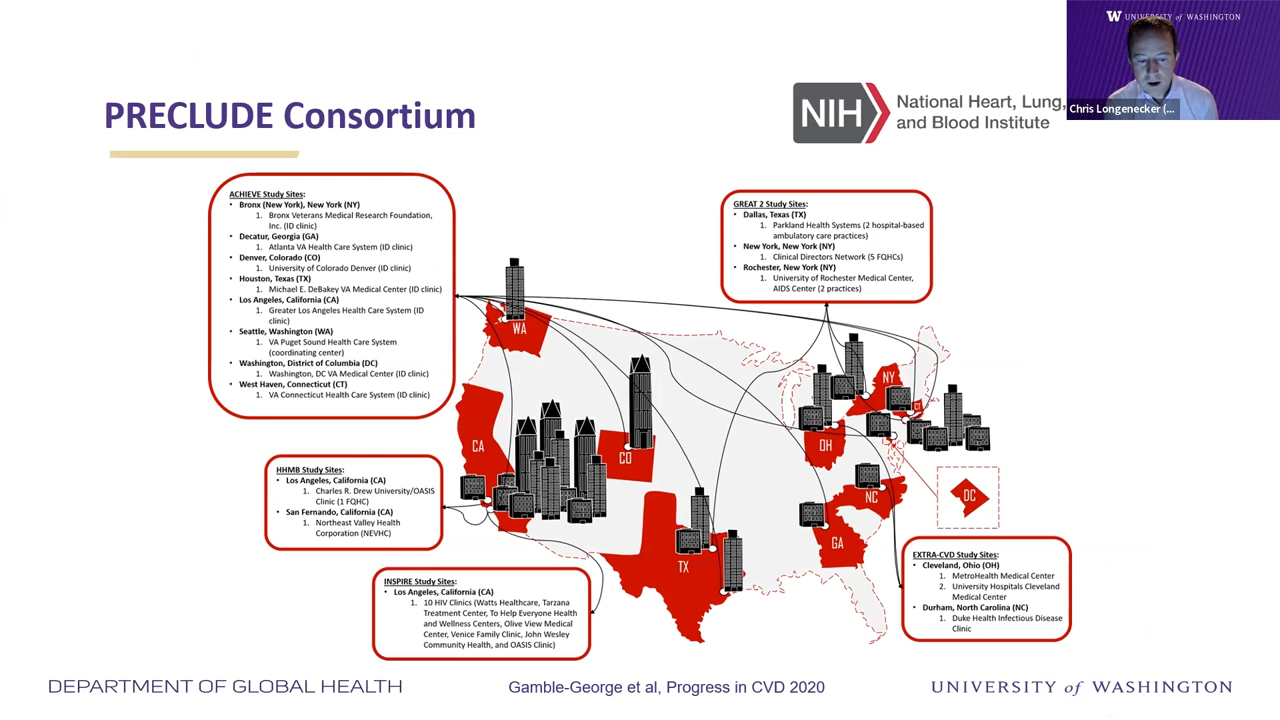 UNIVERSITY of WASHINGTON
Chris Longenecker (...
PRECLUDE Consortium
NIH
National Heart, Lung,
and Blood Institute
ACHIEVE Study Sites:
• Bronx (New York), New York (NY)
1. Bronx Veterans Medical Research Foundation,
Inc. (ID clinic)
• Decatur, Georgia (GA)
1. Atlanta VA Health Care System (ID clinic)
• Denver, Colorado (CO)
1. University of Colorado Denver (ID clinic)
• Houston, Texas (TX)
1. Michael E. DeBakey VA Medical Center (ID clinic)
• Los Angeles, California (CA)
1. Greater Los Angeles Health Care System (ID
clinic)
• Seattle, Washington (WA)
1. VA Puget Sound Health Care System
(coordinating center)
• Washington, District of Columbia (DC)
1. Washington, DC VA Medical Center (ID clinic)
• West Haven, Connecticut (CT)
1. VA Connecticut Health Care System (ID clinic)
GREAT 2 Study Sites:
• Dallas, Texas (TX)
1. Parkland Health Systems (2 hospital-based
ambulatory care practices)
• New York, New York (NY)
1. Clinical Directors Network (5 FQHCs)
• Rochester, New York (NY)
1. University of Rochester Medical Center,
AIDS Center (2 practices)
WA
CA
CO
TX
OH
NY
CT
NC
GA
DC
HHMB Study Sites:
• Los Angeles, California (CA)
1. Charles R. Drew University/OASIS
Clinic (1 FQHC)
• San Fernando, California (CA)
1. Northeast Valley Health
Corporation (NEVHC)
INSPIRE Study Sites:
• Los Angeles, California (CA)
1. 10 HIV Clinics (Watts Healthcare, Tarzana
Treatment Center, To Help Everyone Health
and Wellness Centers, Olive View Medical
Center, Venice Family Clinic, John Wesley
Community Health, and OASIS Clinic)
EXTRA-CVD Study Sites:
• Cleveland, Ohio (OH)
1. MetroHealth Medical Center
2. University Hospitals Cleveland
Medical Center
• Durham, North Carolina (NC)
1. Duke Health Infectious Disease
Clinic
DEPARTMENT OF GLOBAL HEALTH
Gamble-George et al, Progress in CVD 2020
UNIVERSITY of WASHINGTON